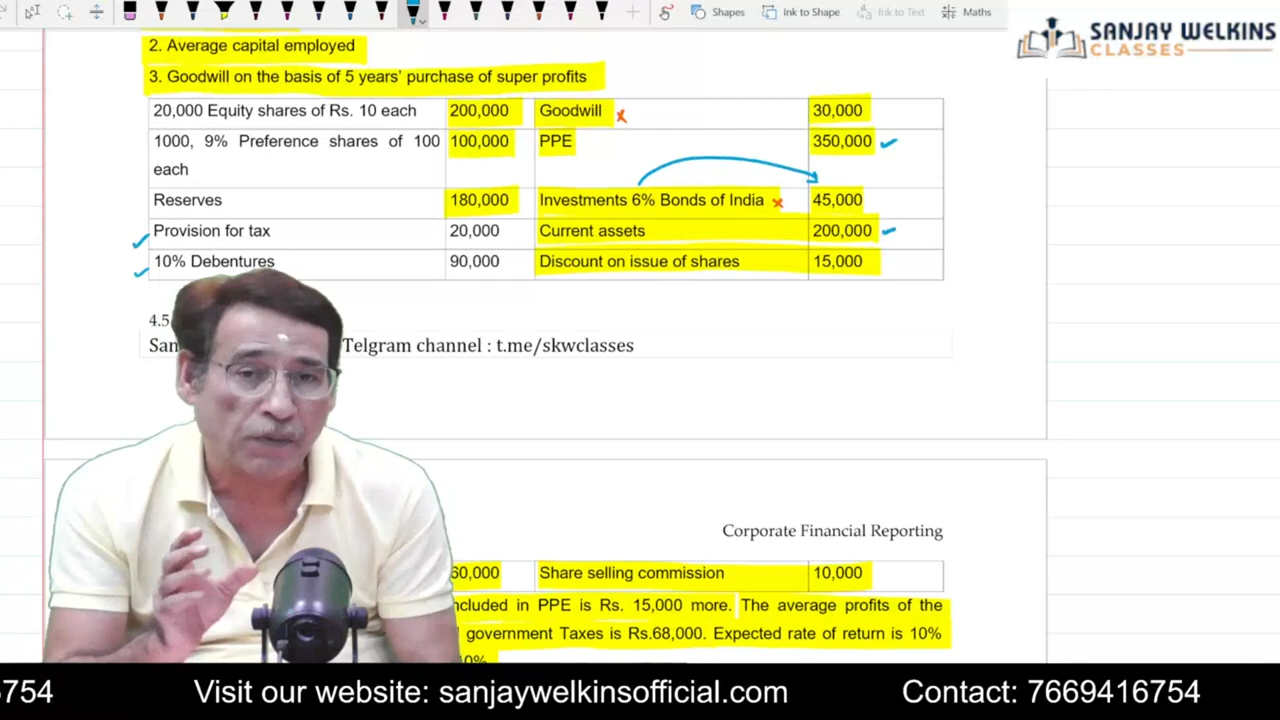 Shapes Ink to Shape Ink to Text Maths
SANJAY WELKINS
CLASSES
2. Average capital employed
3. Goodwill on the basis of 5 years' purchase of super profits
20,000 Equity shares of Rs. 10 each 200,000 Goodwill 30,000
1000, 9% Preference shares of 100 100,000 PPE 350,000
each
Reserves 180,000 Investments 6% Bonds of India 45,000
Provision for tax 20,000 Current assets 200,000
10% Debentures 90,000 Discount on issue of shares 15,000
4.5
San Telgram channel : t.me/skwclasses
Corporate Financial Reporting
60,000 Share selling commission 10,000
ncluded in PPE is Rs. 15,000 more. The average profits of the
government Taxes is Rs.68,000. Expected rate of return is 10%
5754 Visit our website: sanjaywelkinsofficial.com Contact: 7669416754